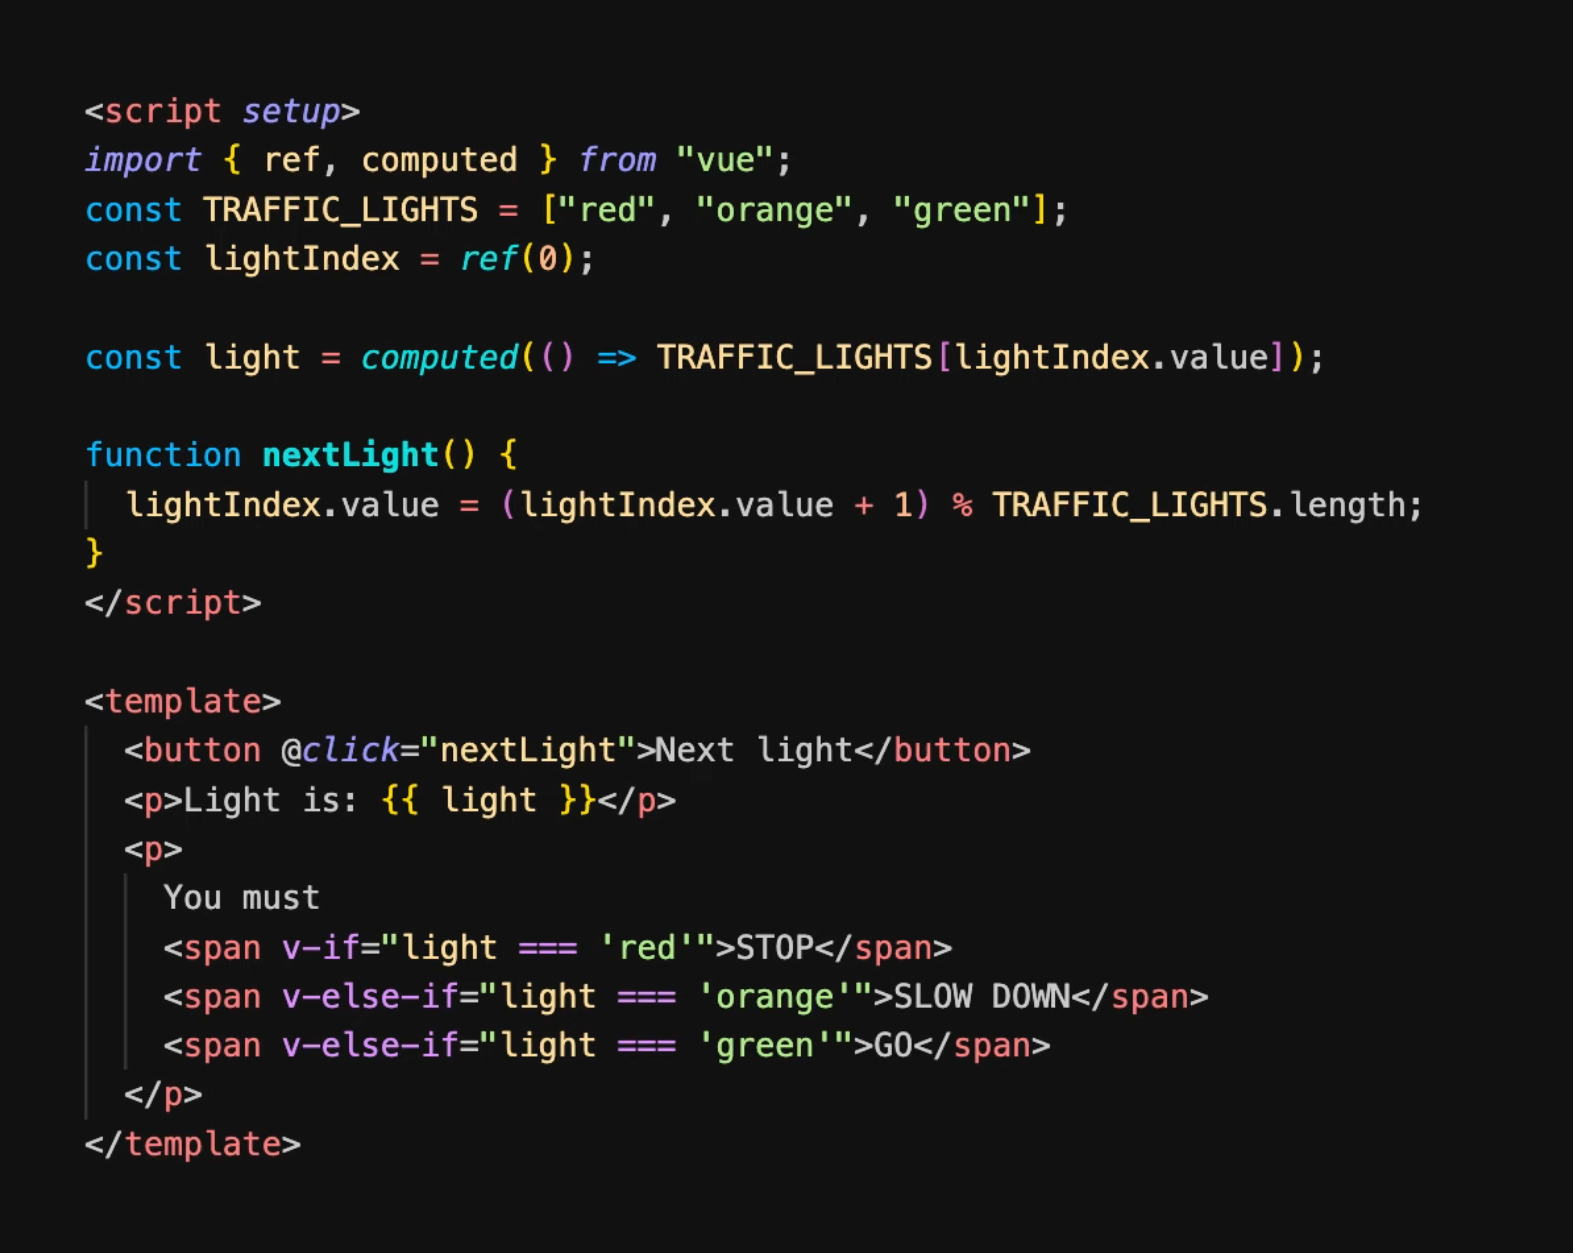 <script setup>
import { ref, computed } from "vue";
const TRAFFIC_LIGHTS = ["red", "orange", "green"];
const lightIndex = ref(0);

const light = computed(() => TRAFFIC_LIGHTS[lightIndex.value]);

function nextLight() {
  lightIndex.value = (lightIndex.value + 1) % TRAFFIC_LIGHTS.length;
}
</script>

<template>
  <button @click="nextLight">Next light</button>
  <p>Light is: {{ light }}</p>
  <p>
    You must
    <span v-if="light === 'red'">STOP</span>
    <span v-else-if="light === 'orange'">SLOW DOWN</span>
    <span v-else-if="light === 'green'">GO</span>
  </p>
</template>